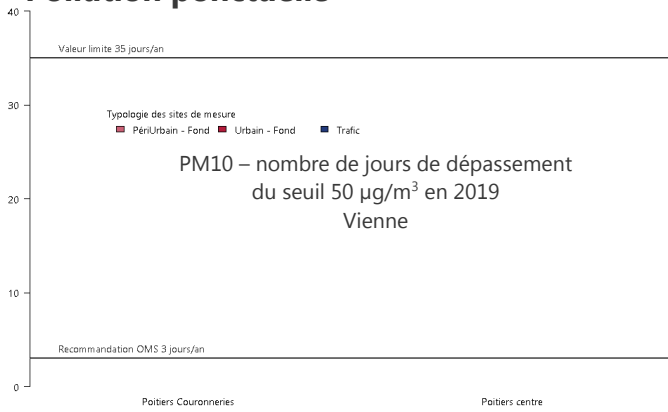 Pollution ponctuelle
40
Valeur limite 35 jours/an
30
Typologie des sites de mesure
PériUrbain - Fond Urbain - Fond Trafic
PM10 – nombre de jours de dépassement
du seuil 50 µg/m³ en 2019
Vienne
20
10
Recommandation OMS 3 jours/an
0
Poitiers Couronneries Poitiers centre